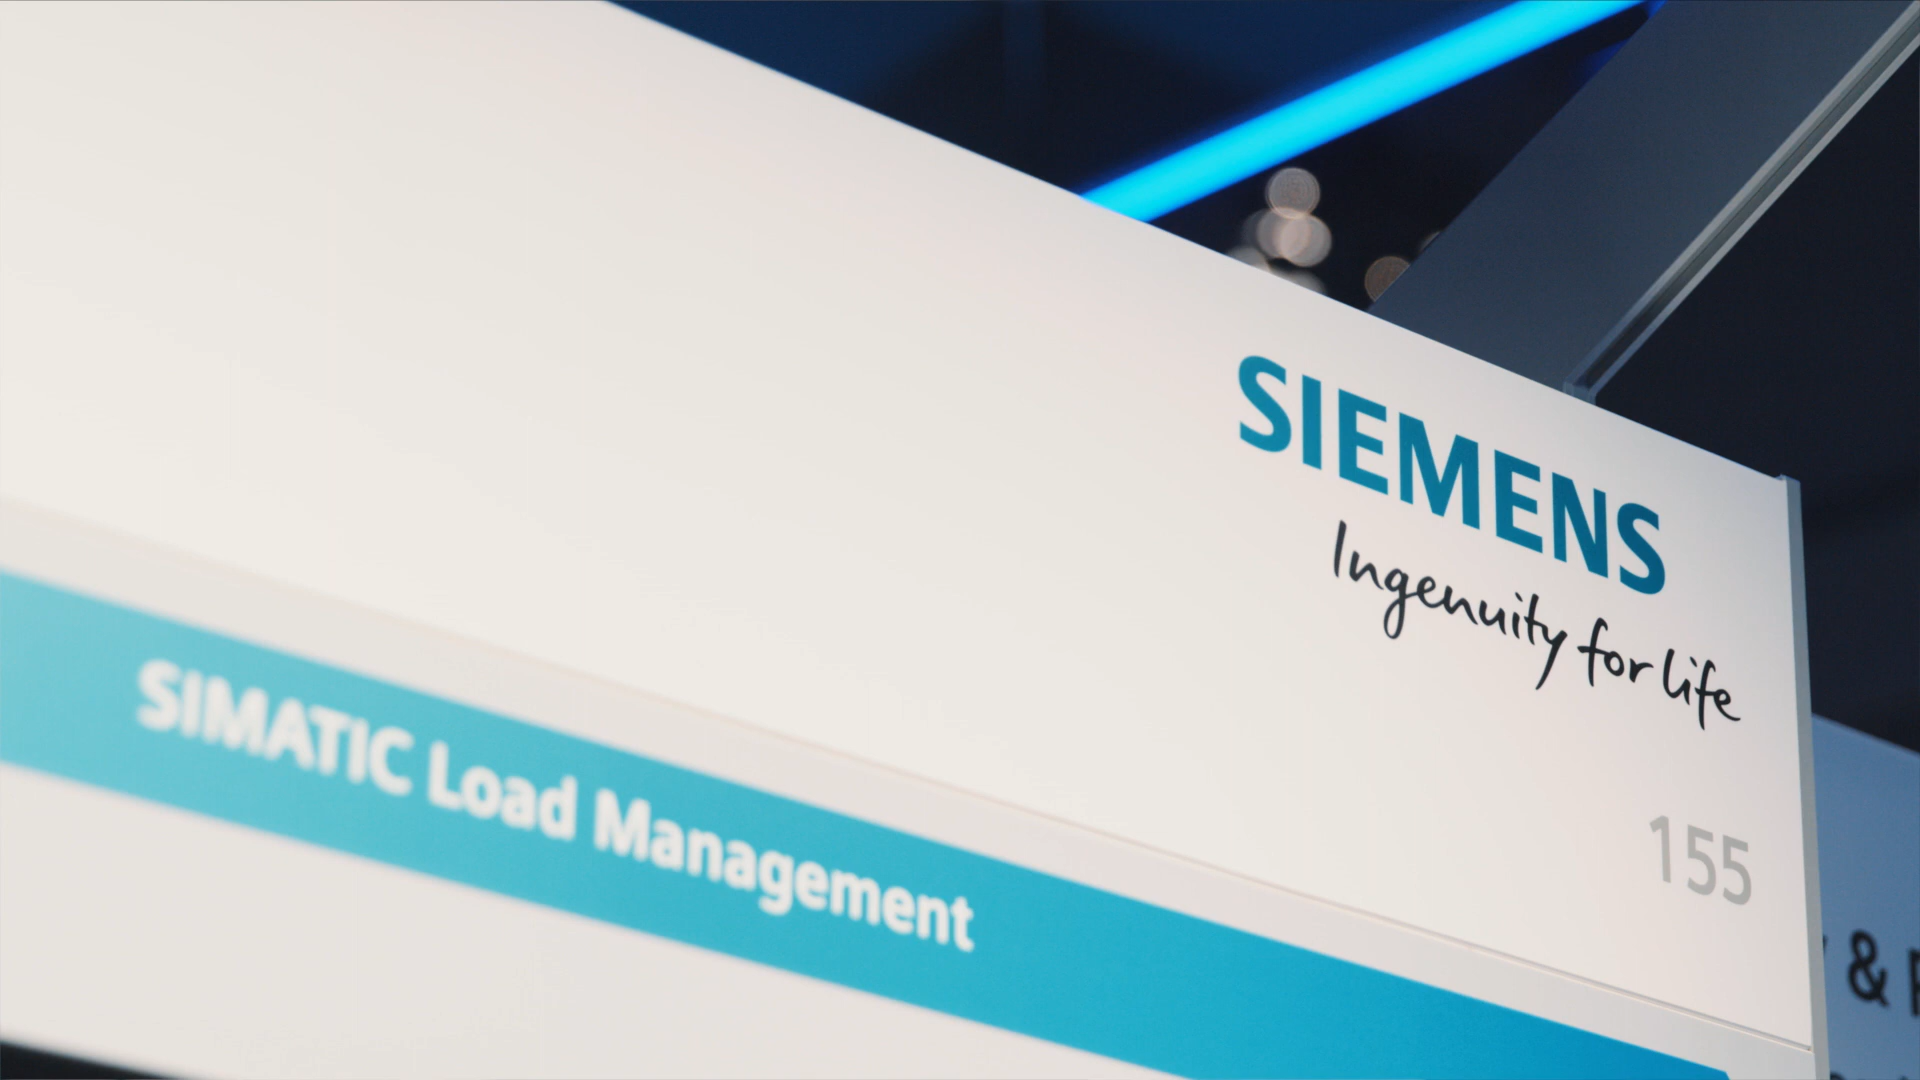 SIEMENS
Ingenuity for life
155
SIMATIC Load Management
&